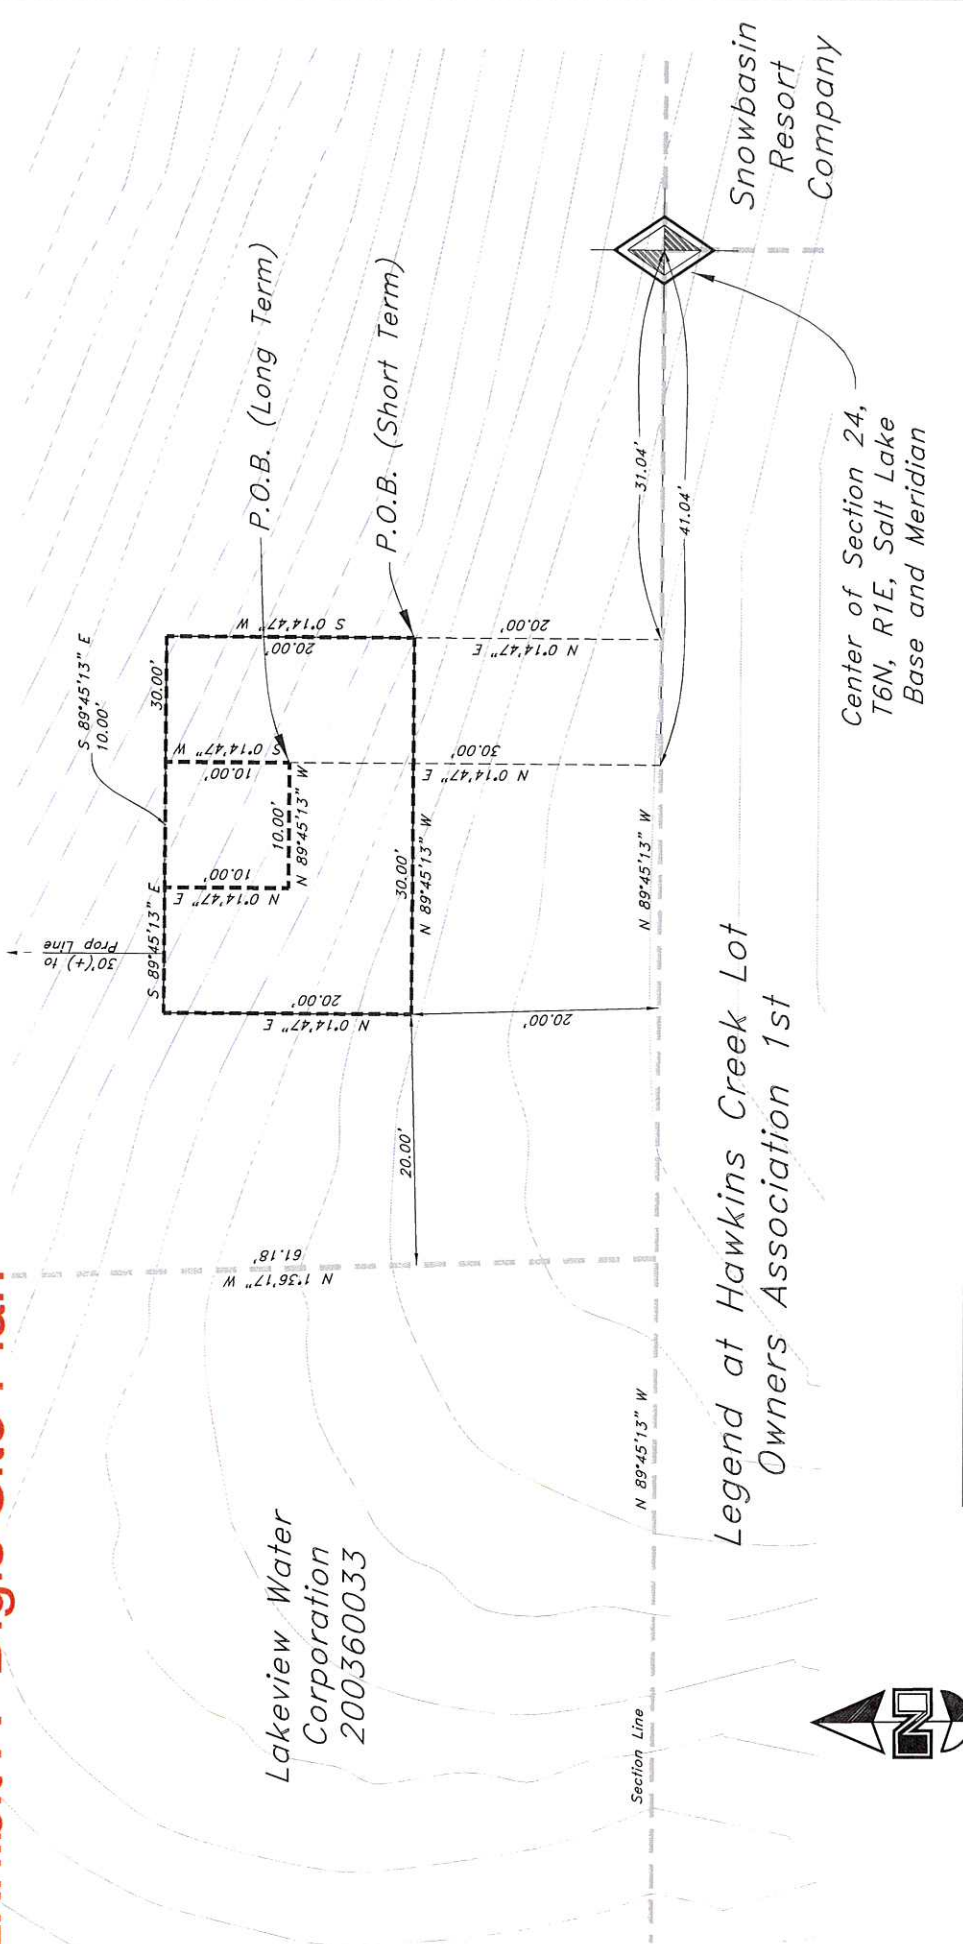 S 89°45'13" E
10.00'
30'(+) to
Prop Line
S 89°45'13" E
30.00'
N 0°14'47" E
10.00'
10.00'
N 89°45'13" W
S 0°14'47" W
10.00'
S 0°14'47" W
20.00'
P.O.B. (Long Term)
P.O.B. (Short Term)
N 0°14'47" E
20.00'
30.00'
N 89°45'13" W
20.00'
20.00'
N 0°14'47" E
30.00'
N 0°14'47" E
20.00'
N 1°36'17" W
61.18'
31.04'
41.04'
N 89°45'13" W
N 89°45'13" W
Section Line
Lakeview Water
Corporation
200360033
Legend at Hawkins Creek Lot
Owners Association 1st
Snowbasin
Resort
Company
Center of Section 24,
T6N, R1E, Salt Lake
Base and Meridian
N